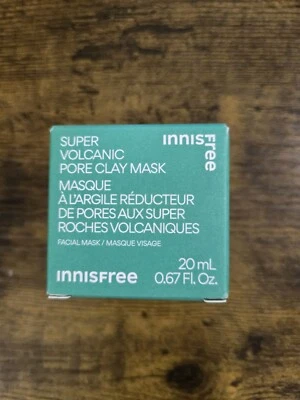 SUPER
VOLCANIC
PORE CLAY MASK
MASQUE
À L'ARGILE RÉDUCTEUR
DE PORES AUX SUPER
ROCHES VOLCANIQUES
FACIAL MASK / MASQUE VISAGE
innisfree
innisfree
20 mL
0.67 Fl. Oz.